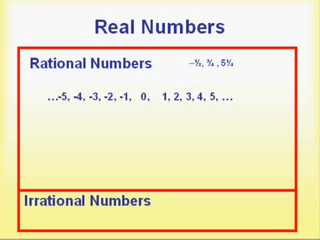 Real Numbers
Rational Numbers –½, ¾ , 5¼
…-5, -4, -3, -2, -1, 0, 1, 2, 3, 4, 5, …
Irrational Numbers